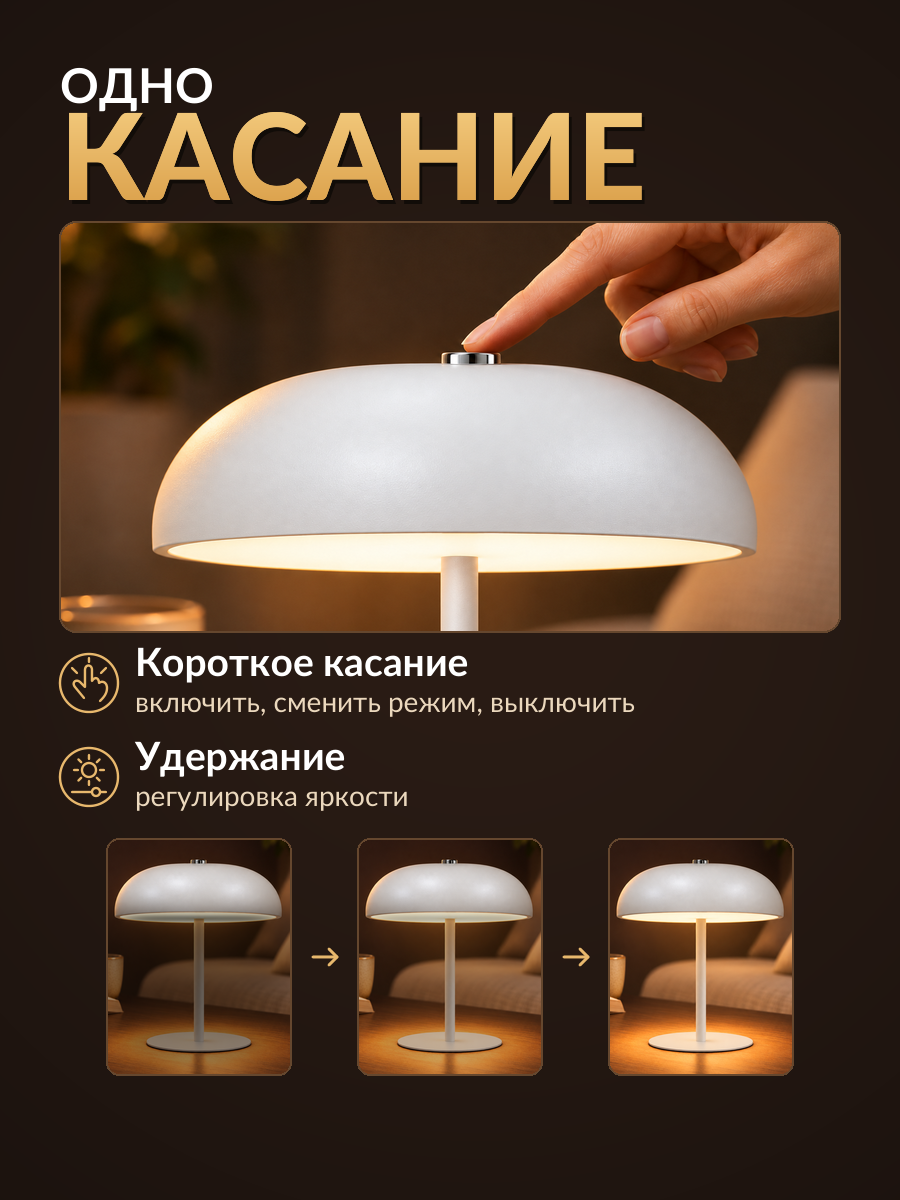 ОДНО
КАСАНИЕ
Короткое касание
включить, сменить режим, выключить
Удержание
регулировка яркости